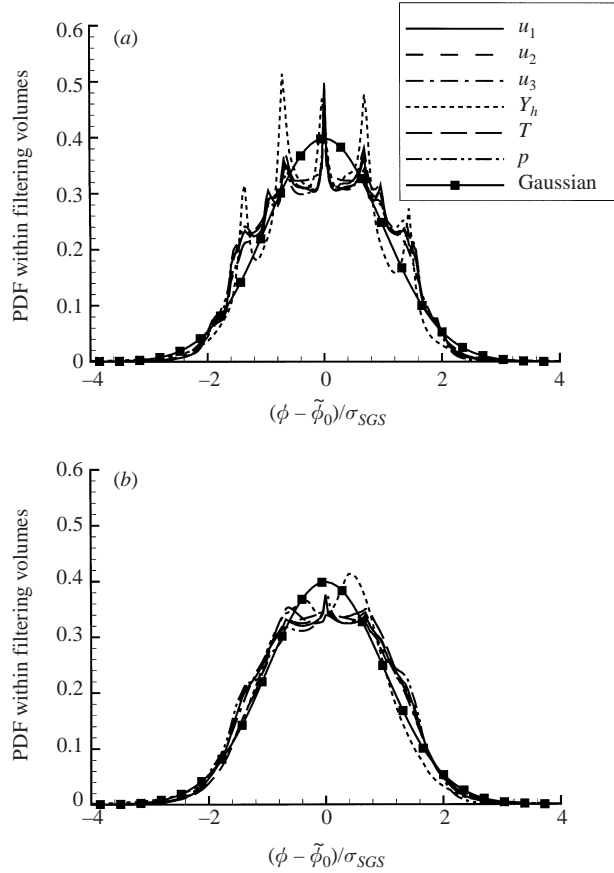 (a)
u1
u2
u3
Yh
T
p
Gaussian
PDF within filtering volumes
0.6
0.5
0.4
0.3
0.2
0.1
0
–4
–2
0
2
4
(ϕ – ϕ̃0)/σSGS
(b)
PDF within filtering volumes
0.6
0.5
0.4
0.3
0.2
0.1
0
–4
–2
0
2
4
(ϕ – ϕ̃0)/σSGS